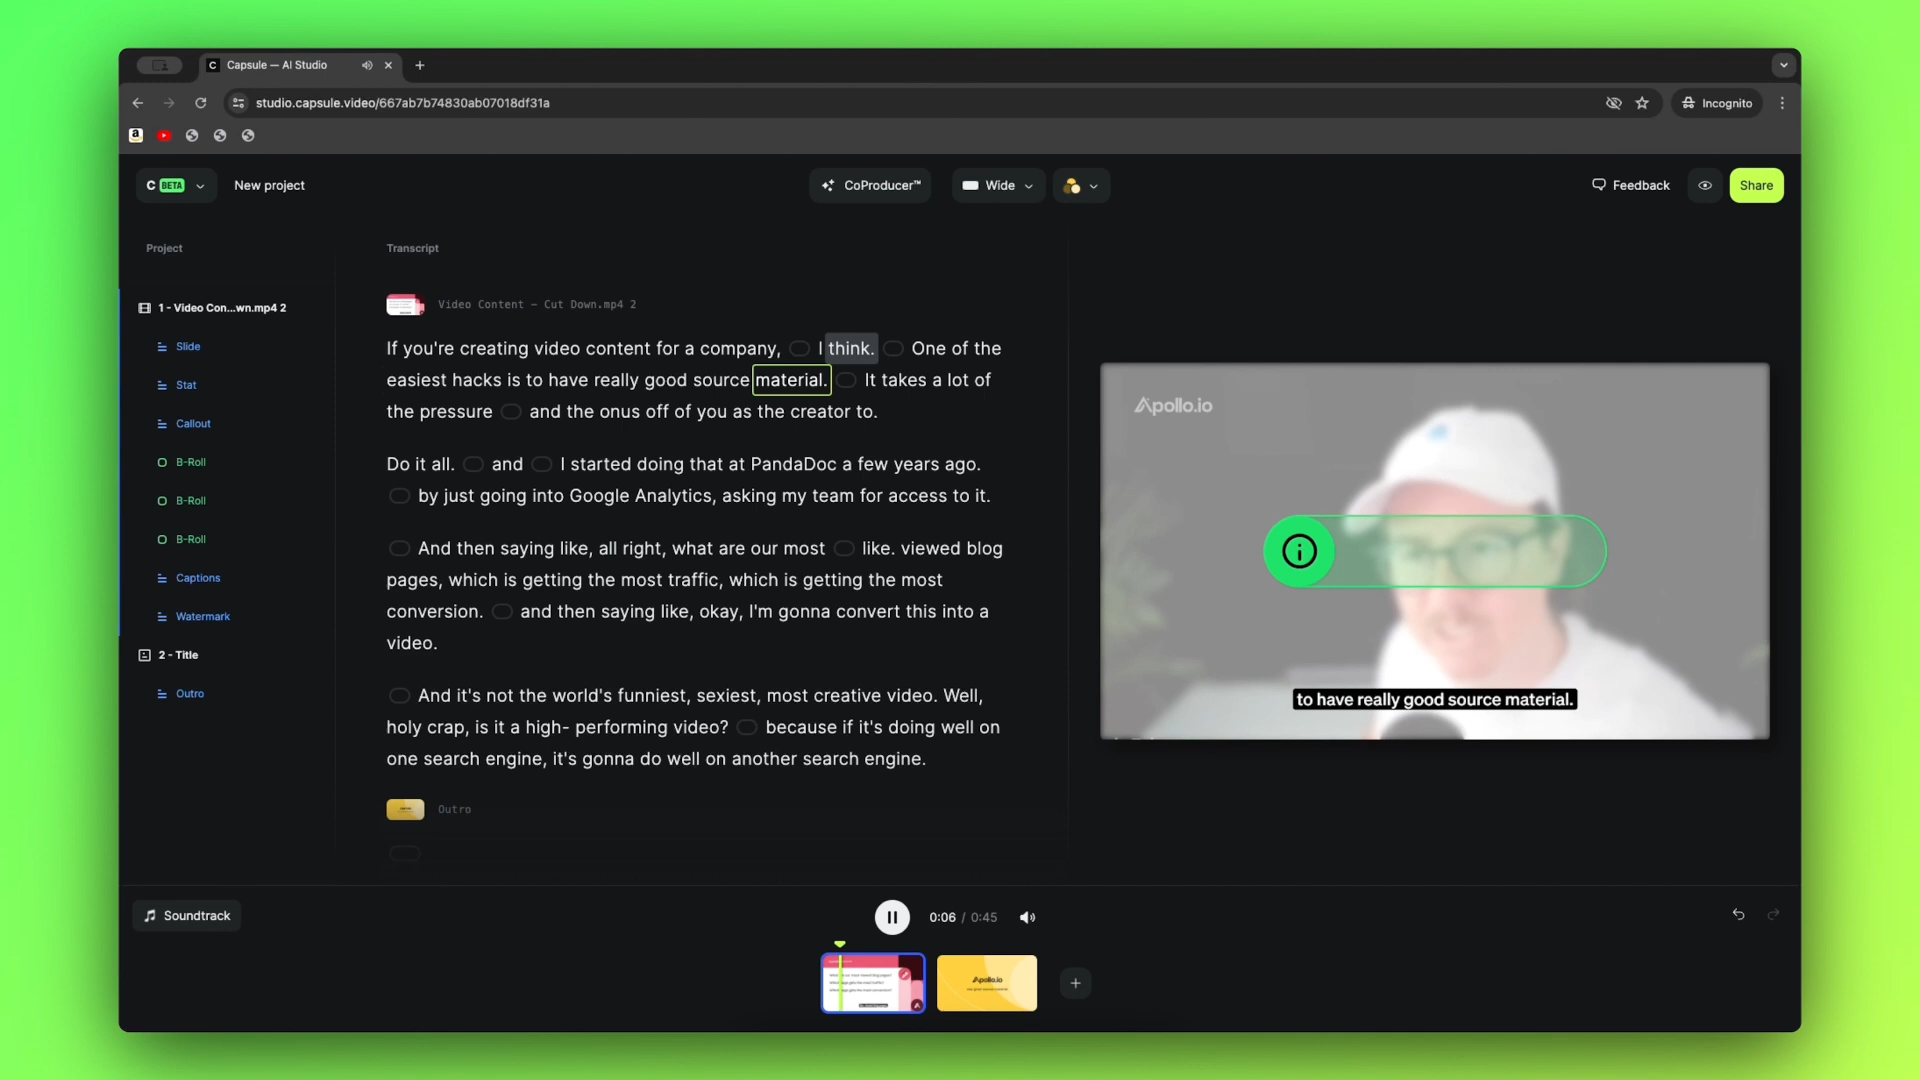 Capsule — AI Studio
studio.capsule.video/667ab7b74830ab07018df31a
Incognito
C BETA
New project
CoProducer™
Wide
Feedback
Share
Project
Transcript
1 - Video Con...wn.mp4 2
Slide
Stat
Callout
B-Roll
B-Roll
B-Roll
Captions
Watermark
2 - Title
Outro
Video Content - Cut Down.mp4 2
If you're creating video content for a company, I think. One of the
easiest hacks is to have really good source material. It takes a lot of
the pressure and the onus off of you as the creator to.
Do it all. and I started doing that at PandaDoc a few years ago.
by just going into Google Analytics, asking my team for access to it.
And then saying like, all right, what are our most like. viewed blog
pages, which is getting the most traffic, which is getting the most
conversion. and then saying like, okay, I'm gonna convert this into a
video.
And it's not the world's funniest, sexiest, most creative video. Well,
holy crap, is it a high- performing video? because if it's doing well on
one search engine, it's gonna do well on another search engine.
Outro
Apollo.io
to have really good source material.
Soundtrack
0:06 / 0:45
Apollo.io